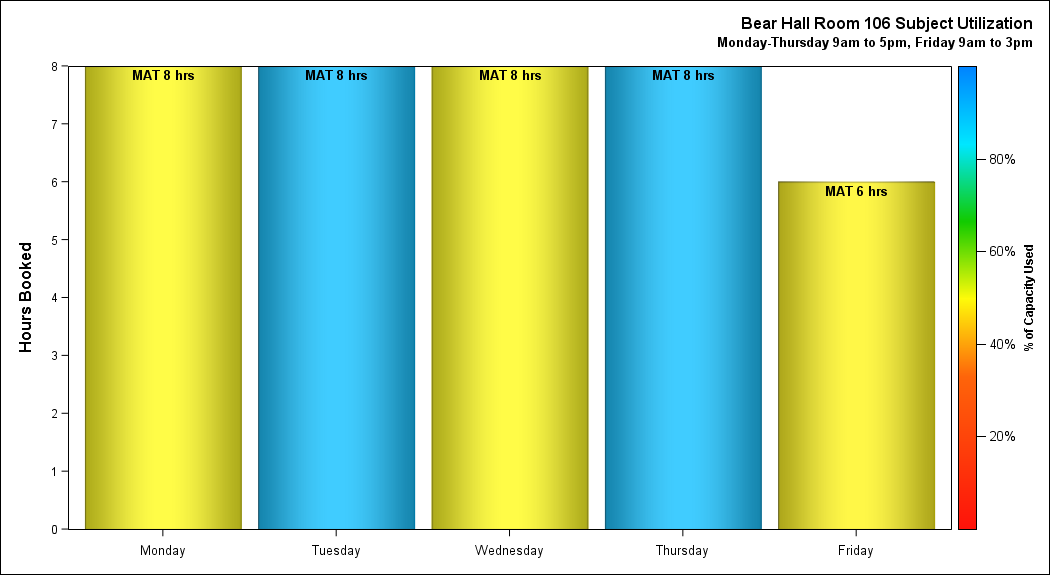 Bear Hall Room 106 Subject Utilization
Monday-Thursday 9am to 5pm, Friday 9am to 3pm
Hours Booked
8
7
6
5
4
3
2
1
0
MAT 8 hrs
MAT 8 hrs
MAT 8 hrs
MAT 8 hrs
MAT 6 hrs
Monday
Tuesday
Wednesday
Thursday
Friday
80%
60%
40%
20%
% of Capacity Used